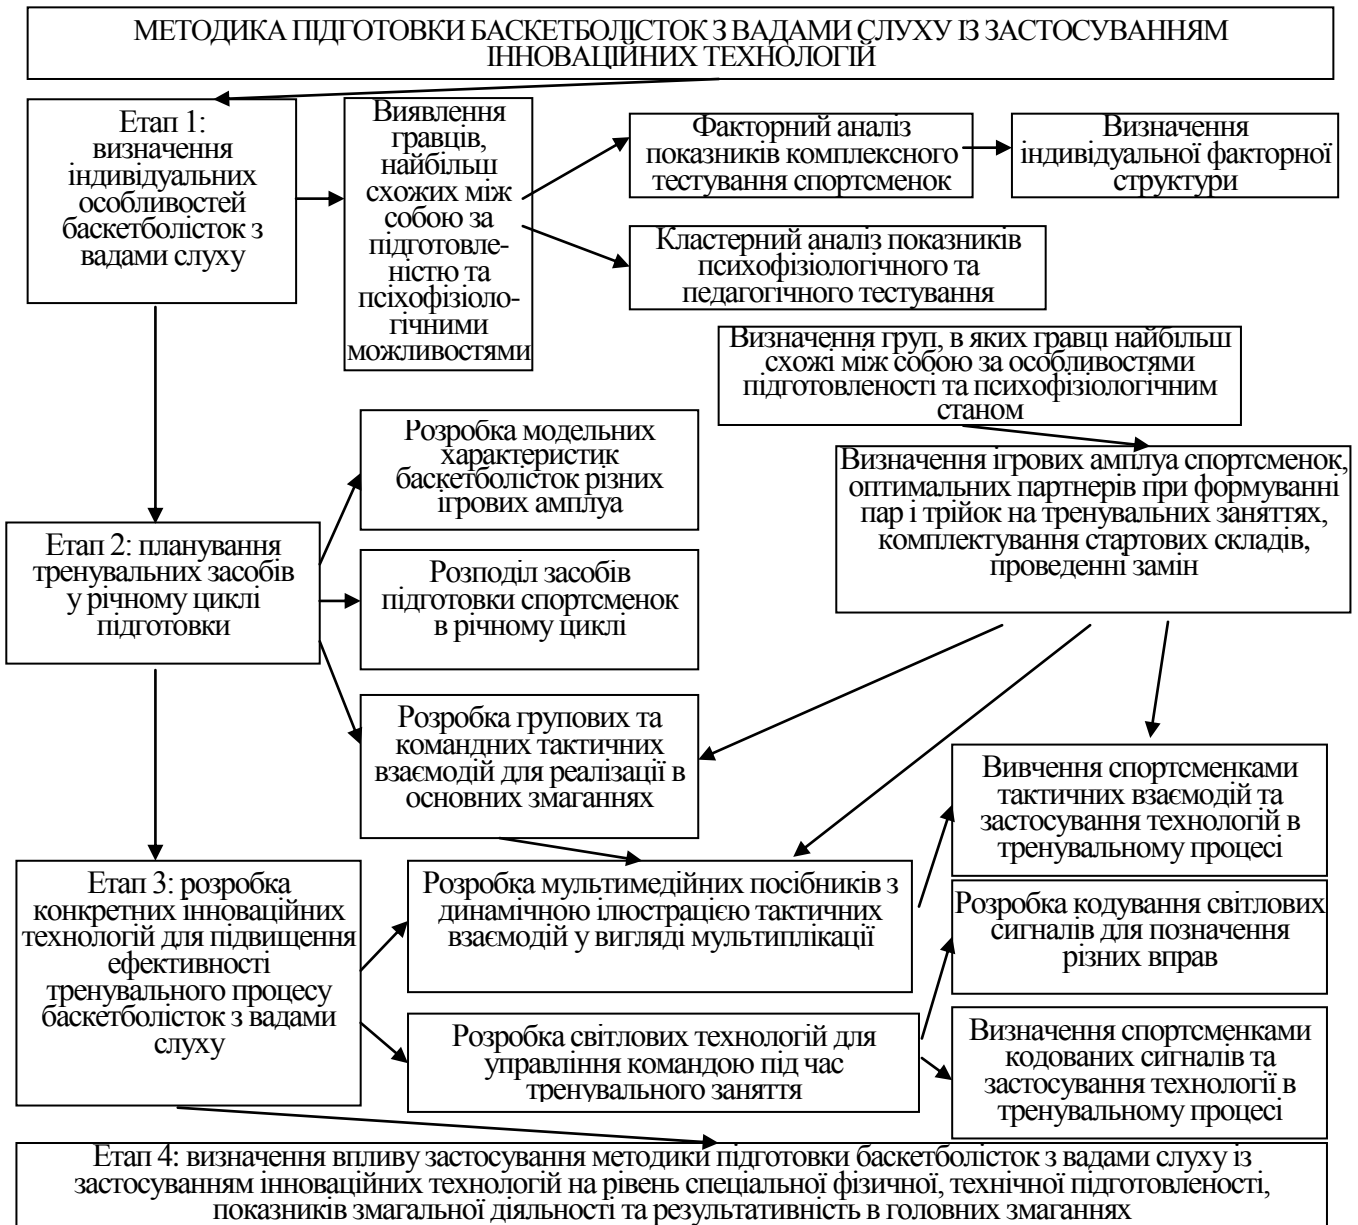 МЕТОДИКА ПІДГОТОВКИ БАСКЕТБОЛІСТОК З ВАДАМИ СЛУХУ ІЗ ЗАСТОСУВАННЯМ
ІННОВАЦІЙНИХ ТЕХНОЛОГІЙ
Етап 1:
визначення
індивідуальних
особливостей
баскетболісток з
вадами слуху
Виявлення
гравців,
найбільш
схожих між
собою за
підготовле-
ністю та
псіхофізіоло-
гічними
можливостями
Факторний аналіз
показників комплексного
тестування спортсменок
Визначення
індивідуальної факторної
структури
Кластерний аналіз показників
психофізіологічного та
педагогічного тестування
Визначення груп, в яких гравці найбільш
схожі між собою за особливостями
підготовленості та психофізіологічним
станом
Розробка модельних
характеристик
баскетболісток різних
ігрових амплуа
Визначення ігрових амплуа спортсменок,
оптимальних партнерів при формуванні
пар і трійок на тренувальних заняттях,
комплектування стартових складів,
проведенні замін
Етап 2: планування
тренувальних засобів
у річному циклі
підготовки
Розподіл засобів
підготовки спортсменок
в річному циклі
Розробка групових та
командних тактичних
взаємодій для реалізації в
основних змаганнях
Вивчення спортсменками
тактичних взаємодій та
застосування технологій в
тренувальному процесі
Етап 3: розробка
конкретних інноваційних
технологій для підвищення
ефективності
тренувального процесу
баскетболісток з вадами
слуху
Розробка мультимедійних посібників з
динамічною ілюстрацією тактичних
взаємодій у вигляді мультиплікації
Розробка кодування світлових
сигналів для позначення
різних вправ
Розробка світлових технологій для
управління командою під час
тренувального заняття
Визначення спортсменками
кодованих сигналів та
застосування технології в
тренувальному процесі
Етап 4: визначення впливу застосування методики підготовки баскетболісток з вадами слуху із
застосуванням інноваційних технологій на рівень спеціальної фізичної, технічної підготовленості,
показників змагальної діяльності та результативність в головних змаганнях